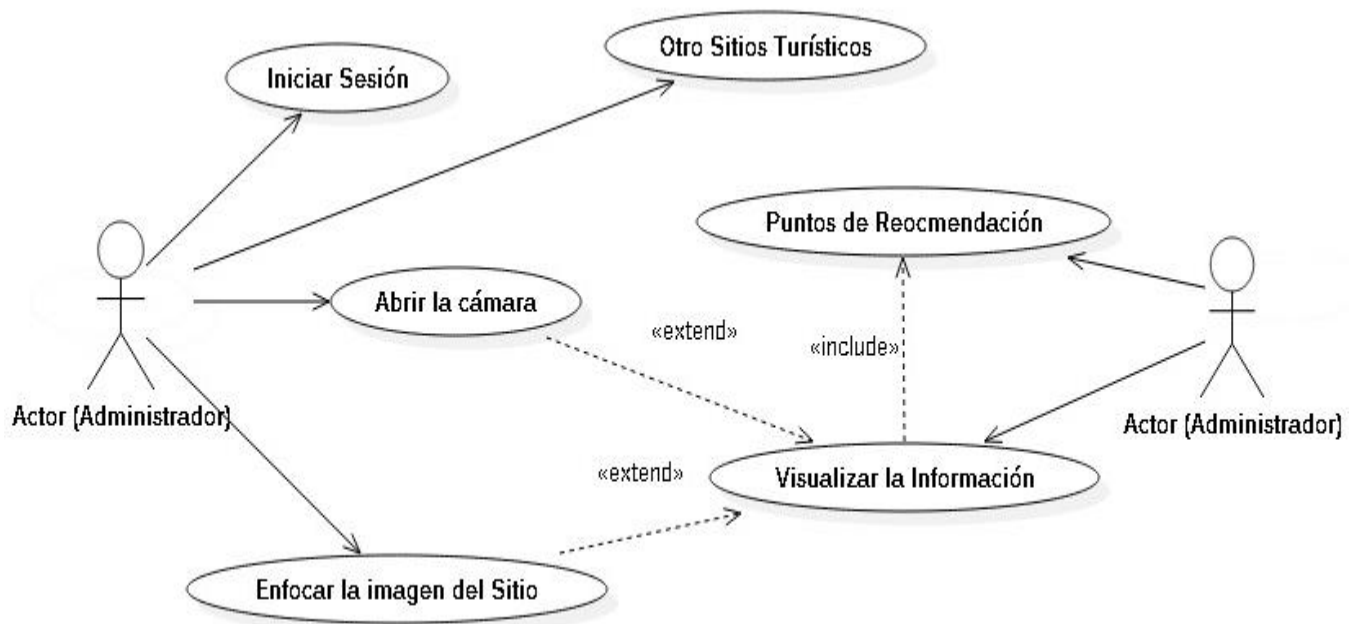 Otro Sitios Turísticos
Iniciar Sesión
Puntos de Reocmendación
Abrir la cámara
«extend»
«include»
Actor (Administrador)
Actor (Administrador)
«extend»
Visualizar la Información
Enfocar la imagen del Sitio